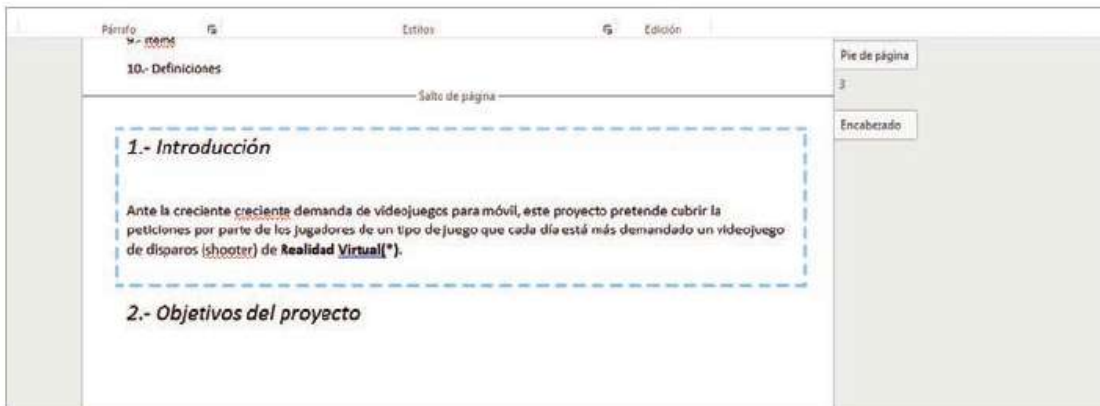 Párrafo Estilos Edición
9.- Items
10.- Definiciones
Salto de página
Pie de página
3
Encabezado
1.- Introducción
Ante la creciente creciente demanda de videojuegos para móvil, este proyecto pretende cubrir la
peticiones por parte de los jugadores de un tipo de juego que cada día está más demandado un videojuego
de disparos (shooter) de Realidad Virtual(*).
2.- Objetivos del proyecto